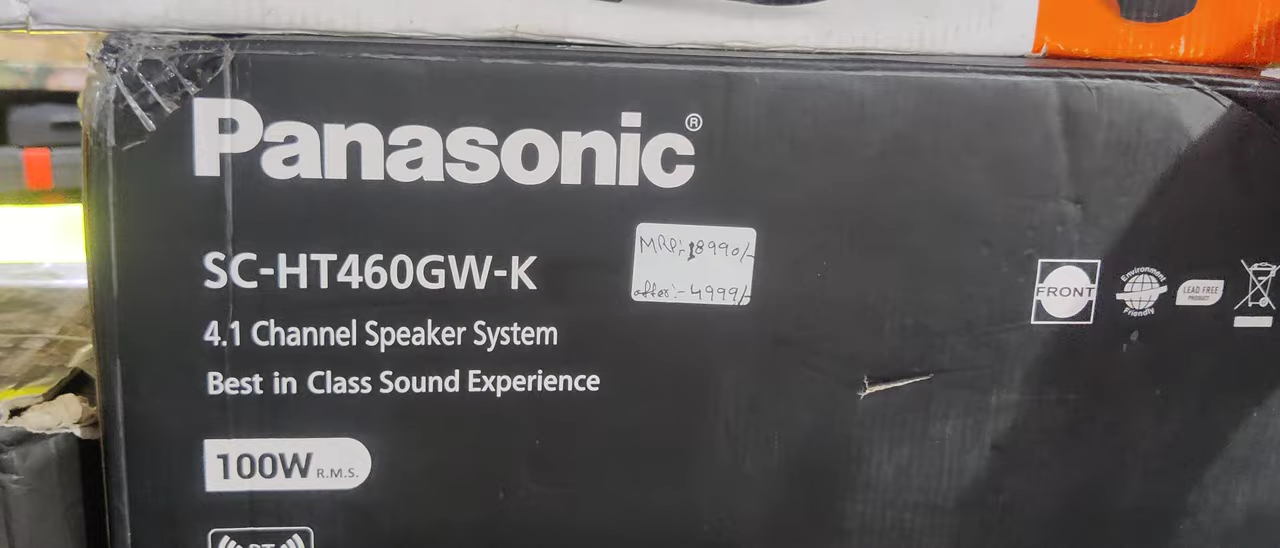 Panasonic®
SC-HT460GW-K
4.1 Channel Speaker System
Best in Class Sound Experience
100W R.M.S.
MRP:- 8990/-
offer:- 4999/-
FRONT
Environment
Friendly
LEAD FREE
PRODUCT